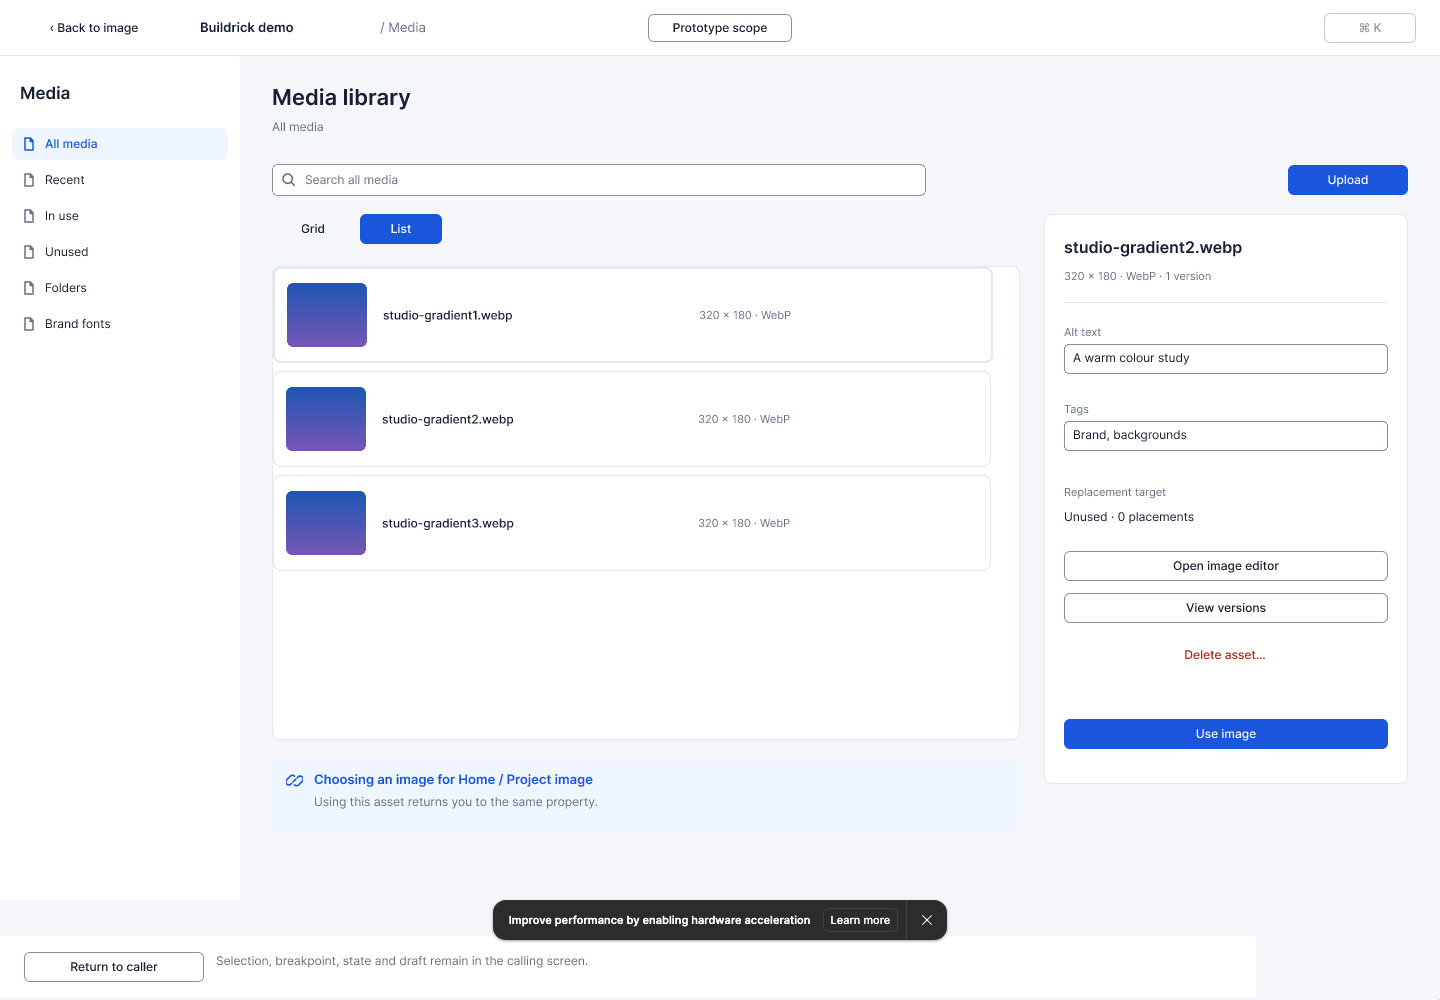 ‹ Back to image
Buildrick demo
/ Media
Prototype scope
⌘ K
Media
All media
Recent
In use
Unused
Folders
Brand fonts
Media library
All media
Search all media
Upload
Grid
List
studio-gradient1.webp
320 × 180 · WebP
studio-gradient2.webp
320 × 180 · WebP
studio-gradient3.webp
320 × 180 · WebP
Choosing an image for Home / Project image
Using this asset returns you to the same property.
studio-gradient2.webp
320 × 180 · WebP · 1 version
Alt text
A warm colour study
Tags
Brand, backgrounds
Replacement target
Unused · 0 placements
Open image editor
View versions
Delete asset...
Use image
Improve performance by enabling hardware acceleration
Learn more
Return to caller
Selection, breakpoint, state and draft remain in the calling screen.